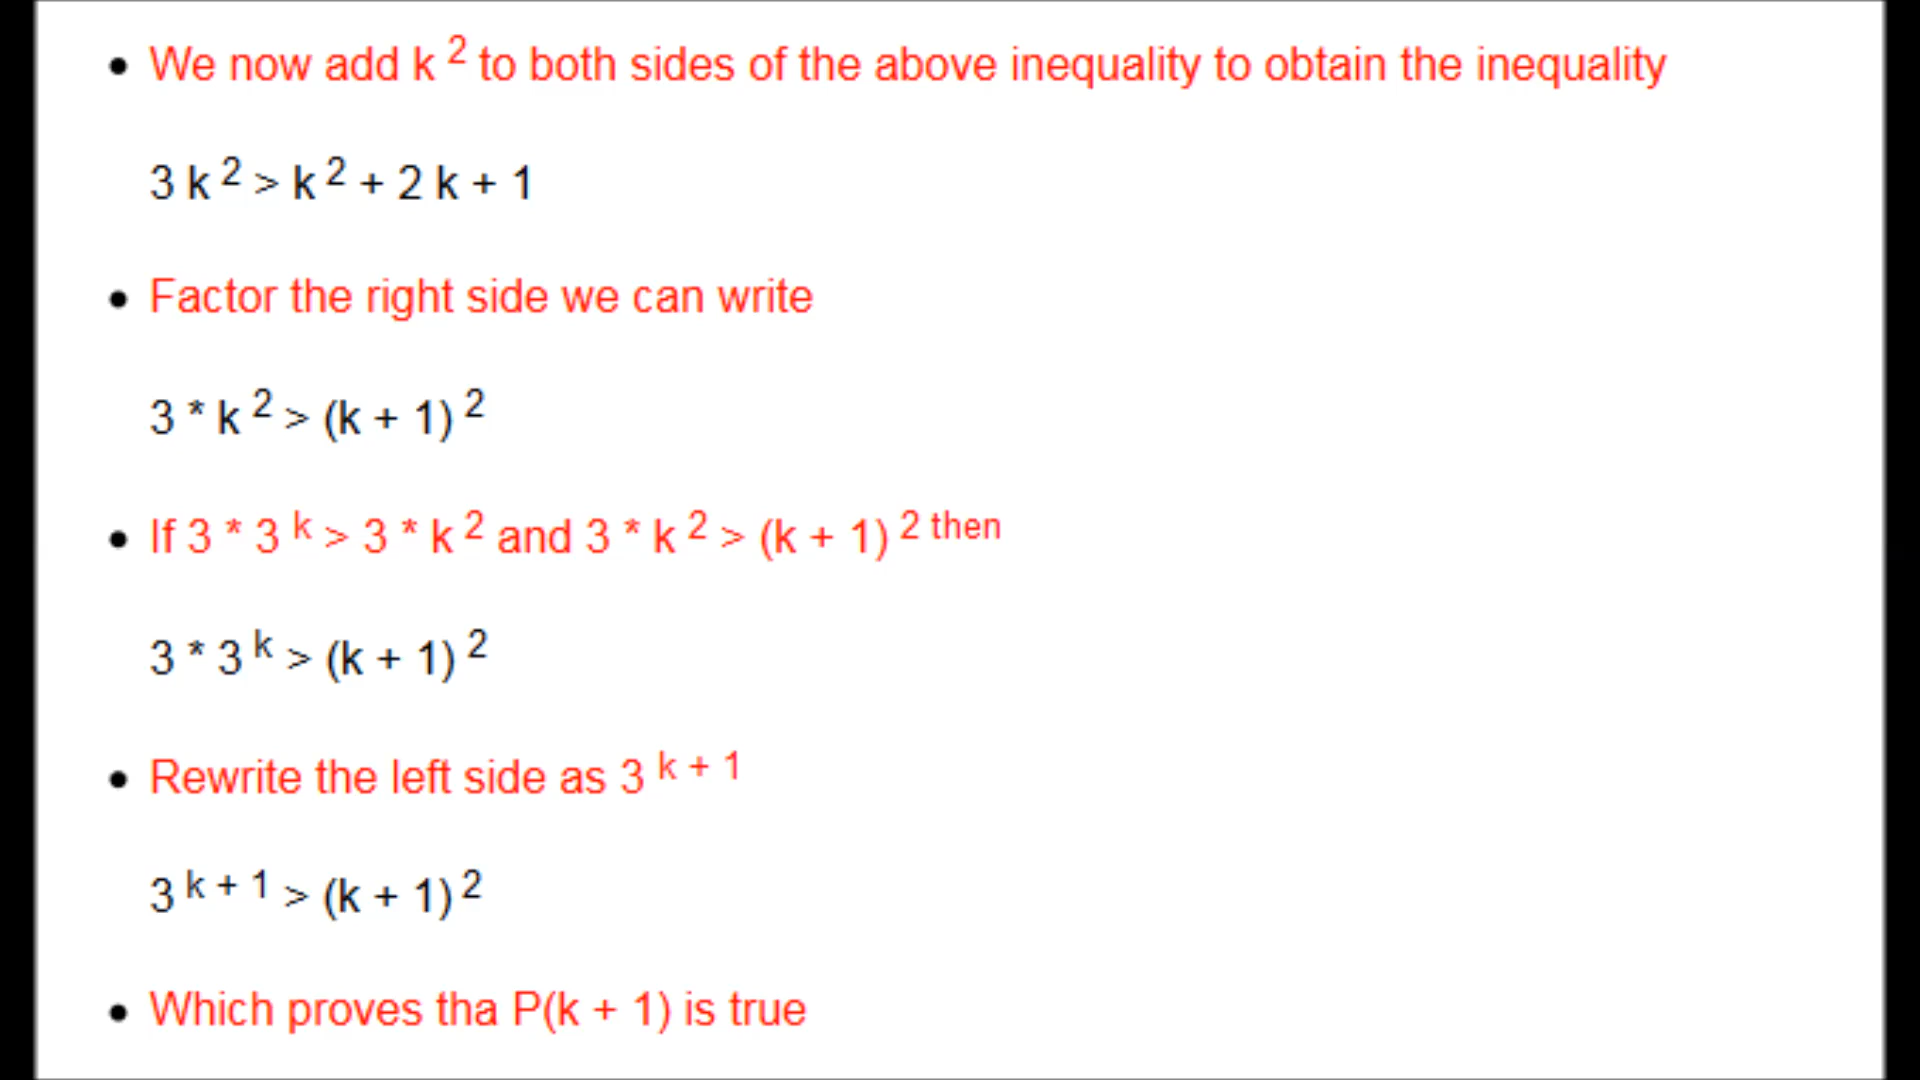 • We now add k ² to both sides of the above inequality to obtain the inequality
3 k ² > k ² + 2 k + 1
• Factor the right side we can write
3 * k ² > (k + 1) ²
• If 3 * 3 ᵏ > 3 * k ² and 3 * k ² > (k + 1) ² then
3 * 3 ᵏ > (k + 1) ²
• Rewrite the left side as 3 ᵏ ⁺ ¹
3 ᵏ ⁺ ¹ > (k + 1) ²
• Which proves tha P(k + 1) is true